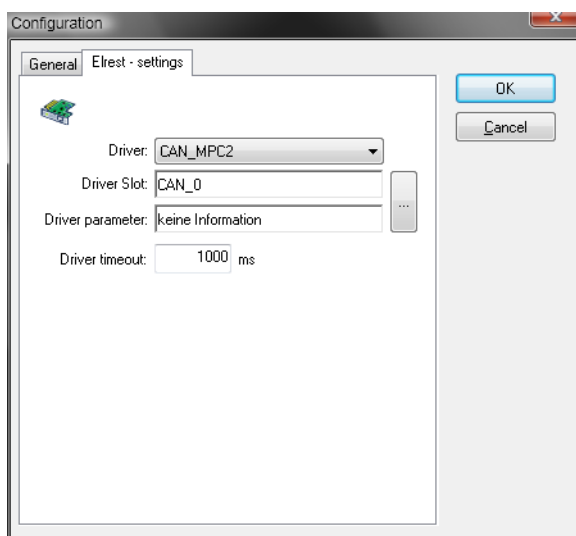 Configuration
General
Elrest - settings
OK
Cancel
Driver: CAN_MPC2
Driver Slot: CAN_0
...
Driver parameter: keine Information
Driver timeout: 1000 ms